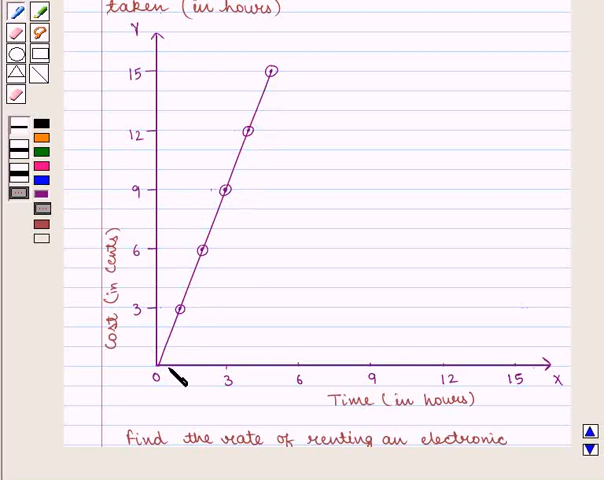 taken (in hours)
Y
15
12
9
6
3
Cost (in cents)
0 3 6 9 12 15 X
Time (in hours)
Find the rate of renting an electronic